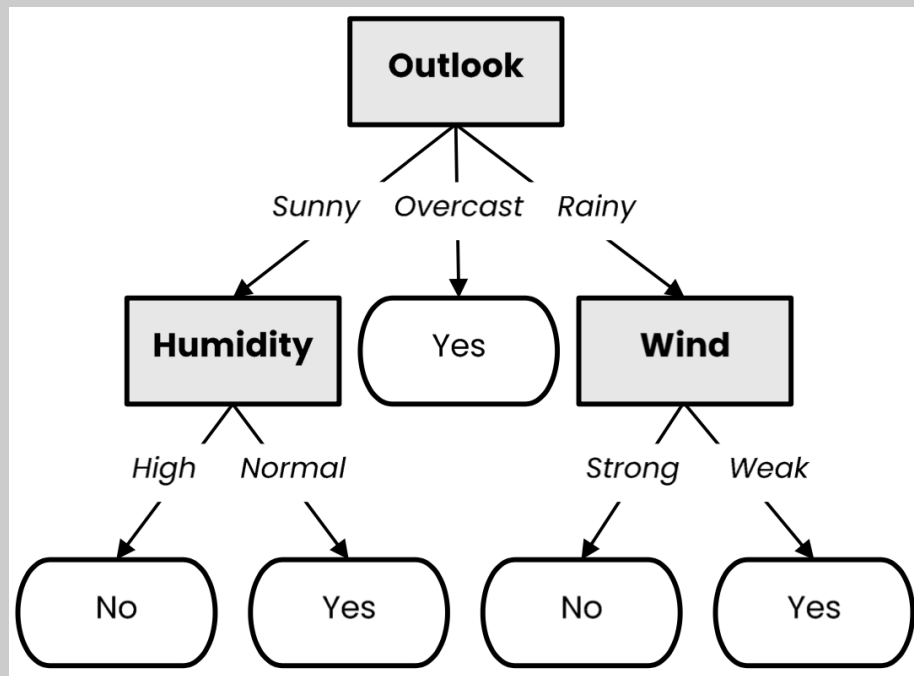 Outlook
Sunny Overcast Rainy
Humidity Yes Wind
High Normal Strong Weak
No Yes No Yes